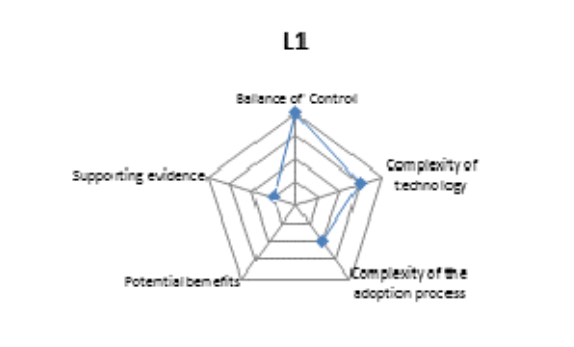 L1
Ballance of Control
Complexity of
technology
Supporting evidence
Potential benefits
Complexity of the
adoption process